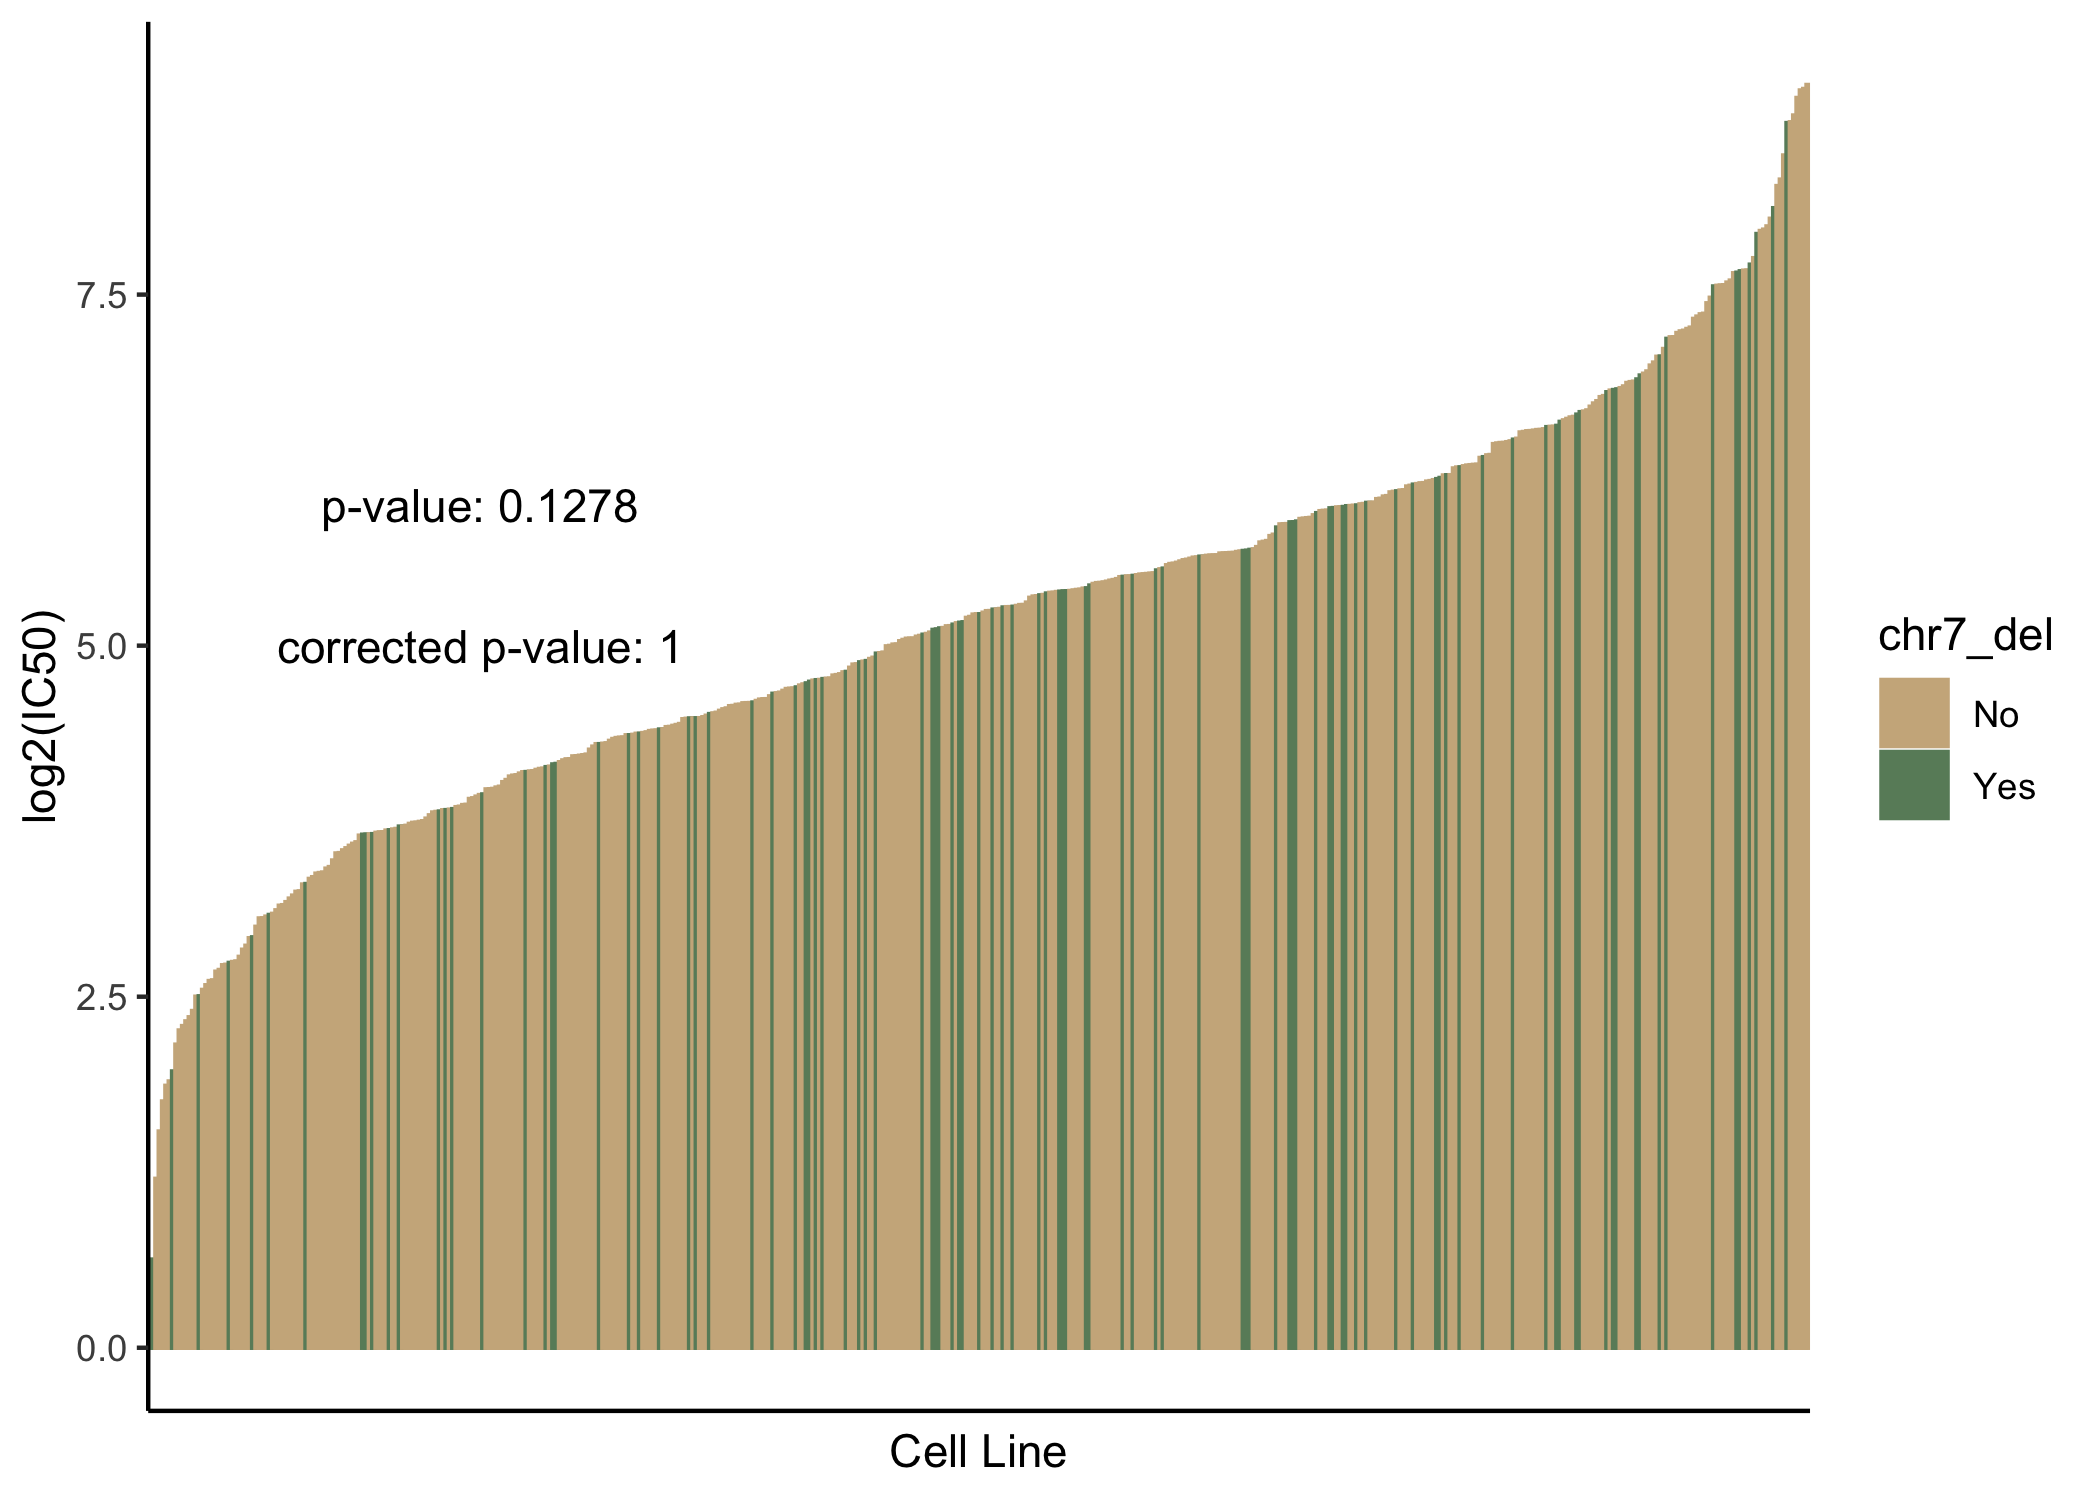 7.5
5.0
2.5
0.0
log2(IC50)
p-value: 0.1278
corrected p-value: 1
Cell Line
chr7_del
No
Yes